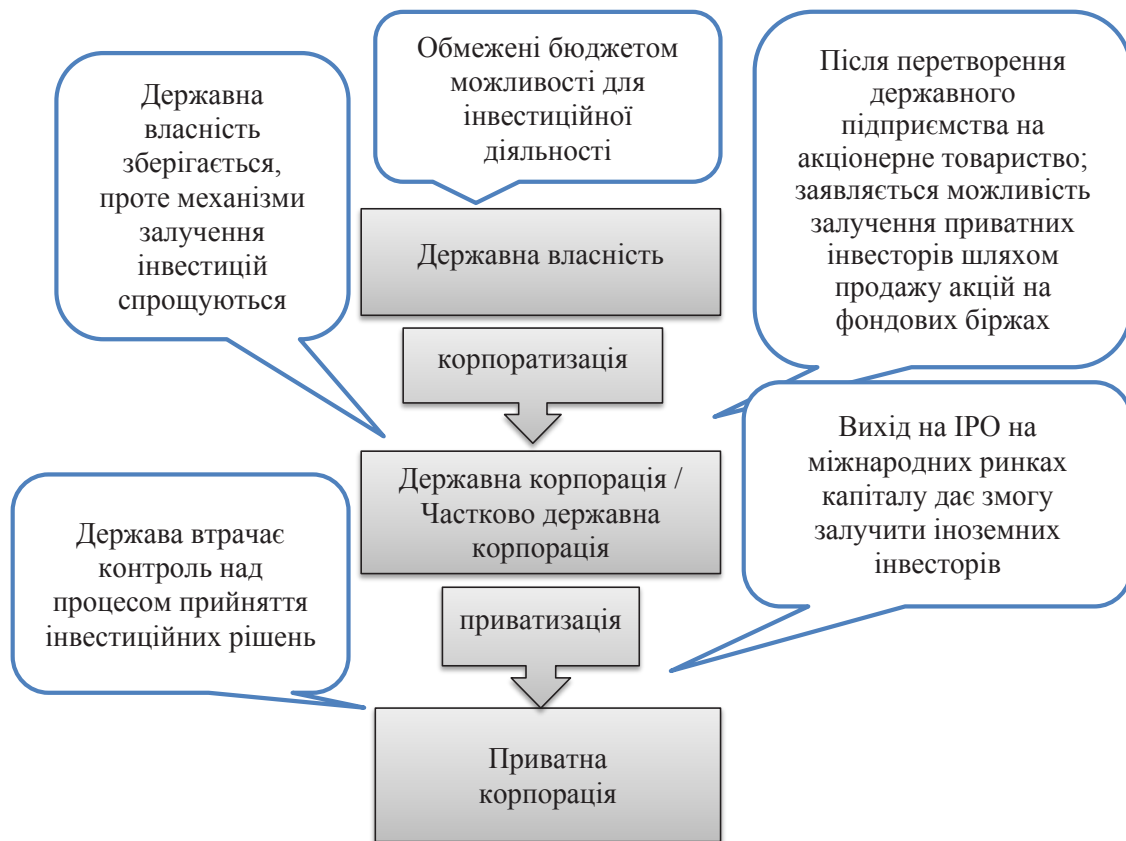 Обмежені бюджетом
можливості для
інвестиційної
діяльності
Державна
власність
зберігається,
проте механізми
залучення
інвестицій
спрощуються
Після перетворення
державного
підприємства на
акціонерне товариство;
заявляється можливість
залучення приватних
інвесторів шляхом
продажу акцій на
фондових біржах
Державна власність
корпоратизація
Державна корпорація /
Частково державна
корпорація
Вихід на IPO на
міжнародних ринках
капіталу дає змогу
залучити іноземних
інвесторів
Держава втрачає
контроль над
процесом прийняття
інвестиційних рішень
приватизація
Приватна
корпорація